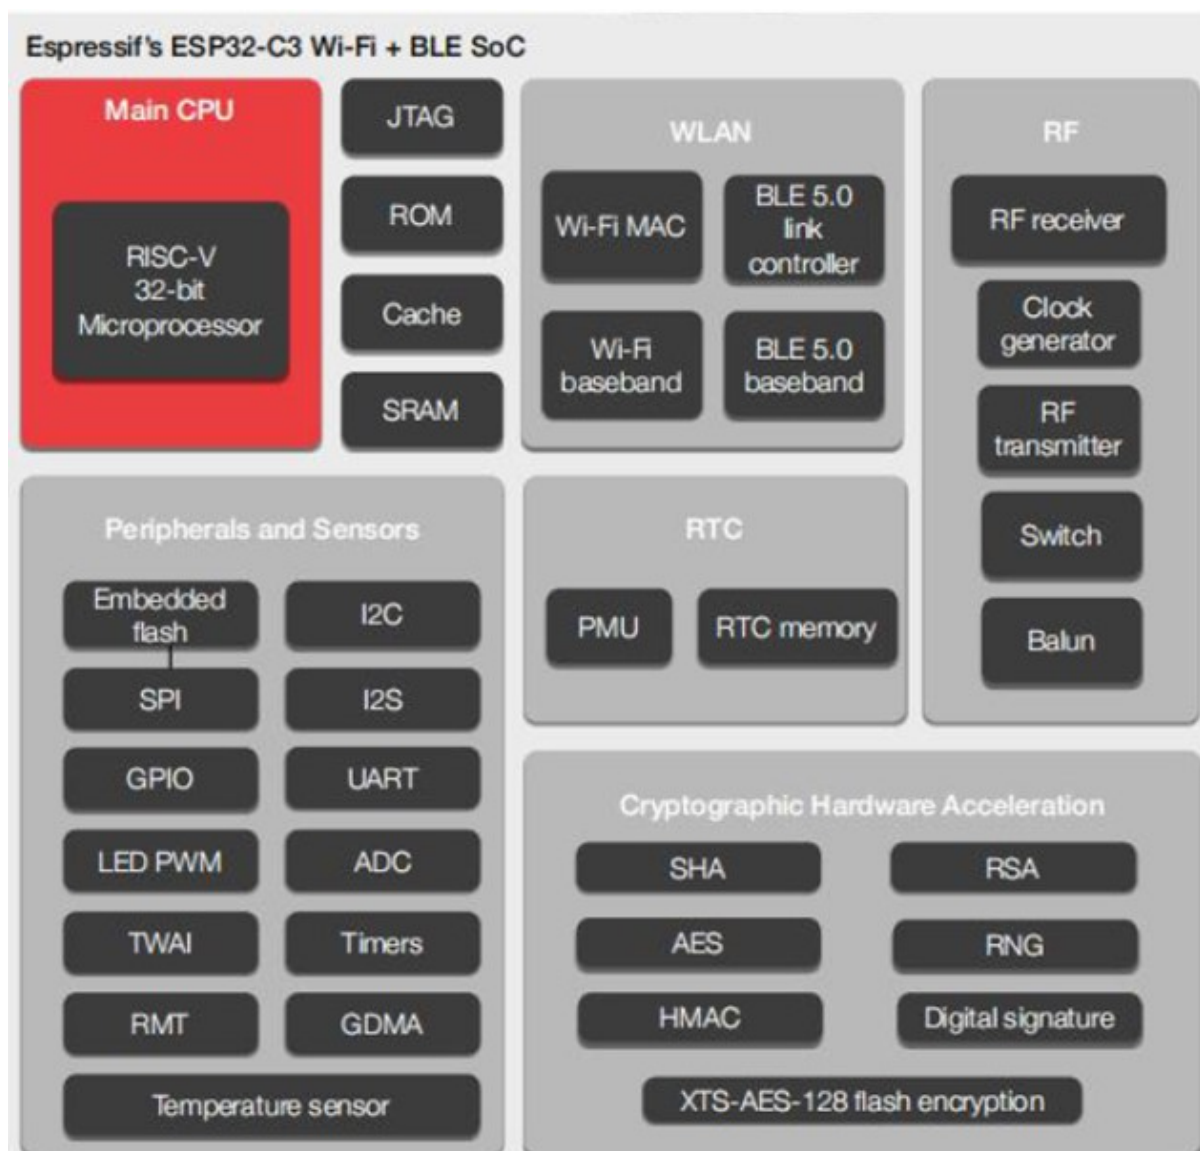 Espressif's ESP32-C3 Wi-Fi + BLE SoC
Main CPU
RISC-V
32-bit
Microprocessor
JTAG
ROM
Cache
SRAM
WLAN
Wi-Fi MAC
BLE 5.0
link
controller
Wi-Fi
baseband
BLE 5.0
baseband
RF
RF receiver
Clock
generator
RF
transmitter
Switch
Balun
Peripherals and Sensors
Embedded
flash
I2C
SPI
I2S
GPIO
UART
LED PWM
ADC
TWAI
Timers
RMT
GDMA
Temperature sensor
RTC
PMU
RTC memory
Cryptographic Hardware Acceleration
SHA
RSA
AES
RNG
HMAC
Digital signature
XTS-AES-128 flash encryption